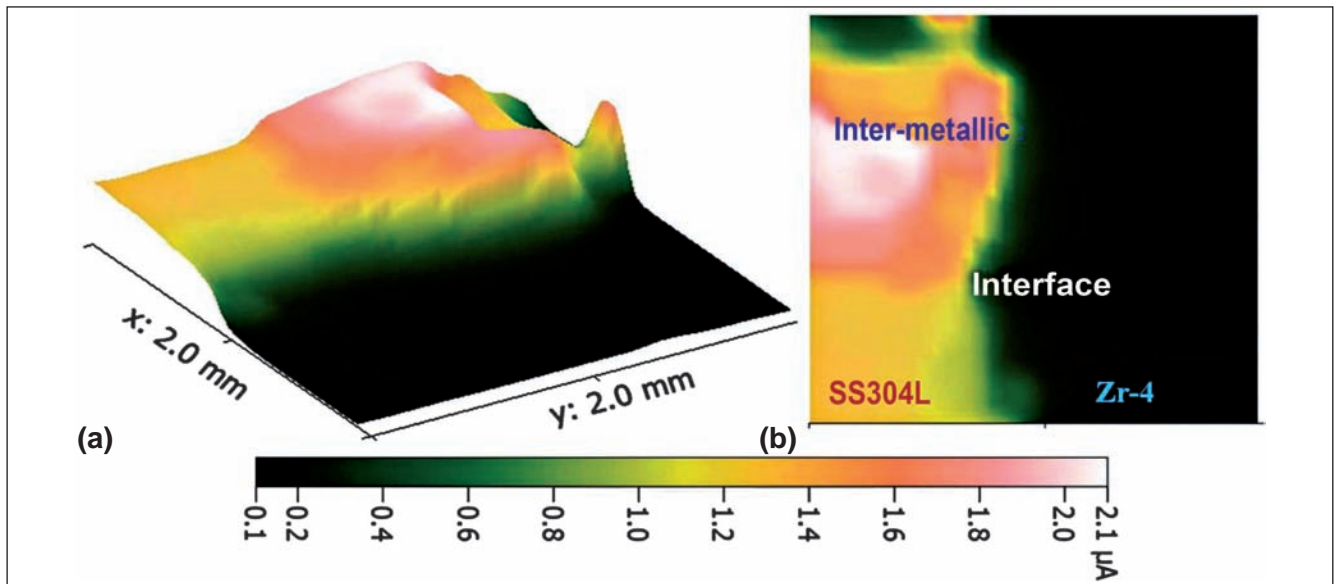 x: 2.0 mm
y: 2.0 mm
(a)
Inter-metallic
Interface
SS304L
Zr-4
(b)
0.1 0.2 0.4 0.6 0.8 1.0 1.2 1.4 1.6 1.8 2.0 2.1 µA